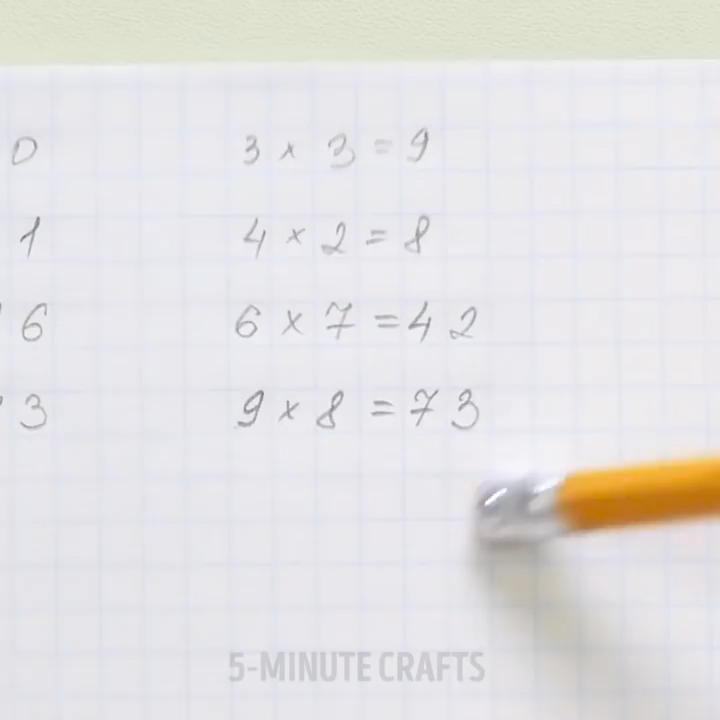 0 3 × 3 = 9
1 4 × 2 = 8
6 6 × 7 = 42
3 9 × 8 = 73
5-MINUTE CRAFTS